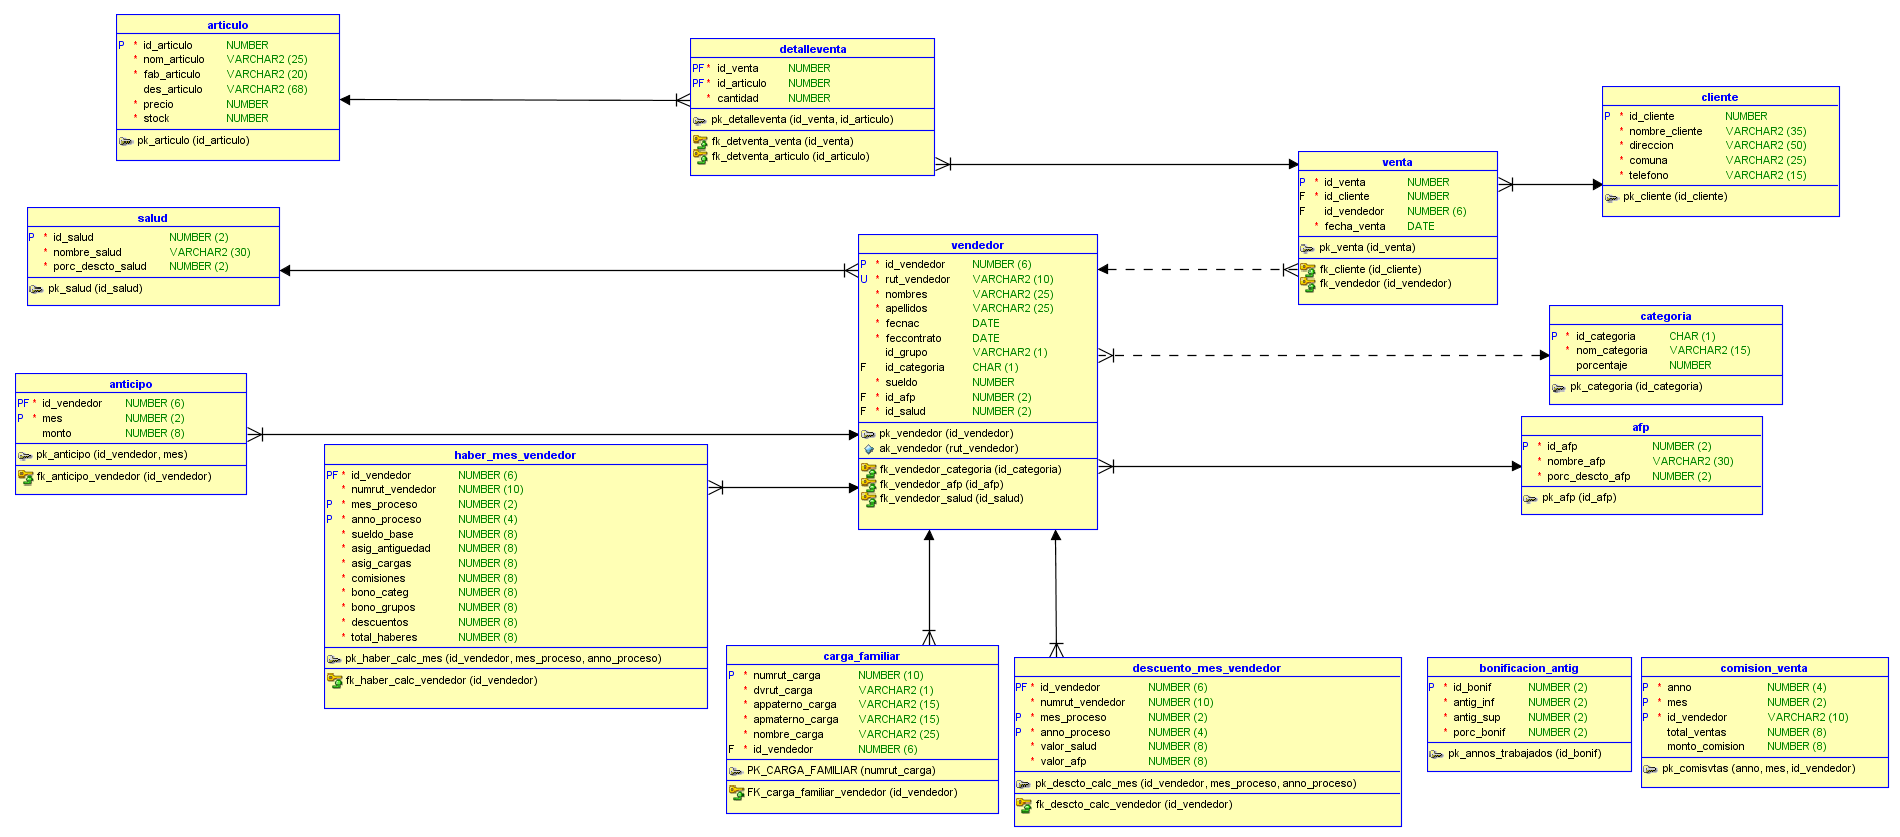 articulo
P * id_articulo NUMBER
* nom_articulo VARCHAR2 (25)
* fab_articulo VARCHAR2 (20)
des_articulo VARCHAR2 (68)
* precio NUMBER
* stock NUMBER
pk_articulo (id_articulo)
detalleventa
PF * id_venta NUMBER
PF * id_articulo NUMBER
* cantidad NUMBER
pk_detalleventa (id_venta, id_articulo)
fk_detventa_venta (id_venta)
fk_detventa_articulo (id_articulo)
cliente
P * id_cliente NUMBER
* nombre_cliente VARCHAR2 (35)
* direccion VARCHAR2 (50)
* comuna VARCHAR2 (25)
* telefono VARCHAR2 (15)
pk_cliente (id_cliente)
venta
P * id_venta NUMBER
F * id_cliente NUMBER
F id_vendedor NUMBER (6)
* fecha_venta DATE
pk_venta (id_venta)
fk_cliente (id_cliente)
fk_vendedor (id_vendedor)
salud
P * id_salud NUMBER (2)
* nombre_salud VARCHAR2 (30)
* porc_descto_salud NUMBER (2)
pk_salud (id_salud)
vendedor
P * id_vendedor NUMBER (6)
U * rut_vendedor VARCHAR2 (10)
* nombres VARCHAR2 (25)
* apellidos VARCHAR2 (25)
* fecnac DATE
* feccontrato DATE
id_grupo VARCHAR2 (1)
F id_categoria CHAR (1)
* sueldo NUMBER
F * id_afp NUMBER (2)
F * id_salud NUMBER (2)
pk_vendedor (id_vendedor)
ak_vendedor (rut_vendedor)
fk_vendedor_categoria (id_categoria)
fk_vendedor_afp (id_afp)
fk_vendedor_salud (id_salud)
categoria
P * id_categoria CHAR (1)
* nom_categoria VARCHAR2 (15)
porcentaje NUMBER
pk_categoria (id_categoria)
anticipo
PF * id_vendedor NUMBER (6)
P * mes NUMBER (2)
monto NUMBER (8)
pk_anticipo (id_vendedor, mes)
fk_anticipo_vendedor (id_vendedor)
afp
P * id_afp NUMBER (2)
* nombre_afp VARCHAR2 (30)
* porc_descto_afp NUMBER (2)
pk_afp (id_afp)
haber_mes_vendedor
PF * id_vendedor NUMBER (6)
* numrut_vendedor NUMBER (10)
P * mes_proceso NUMBER (2)
P * anno_proceso NUMBER (4)
* sueldo_base NUMBER (8)
* asig_antiguedad NUMBER (8)
* asig_cargas NUMBER (8)
* comisiones NUMBER (8)
* bono_categ NUMBER (8)
* bono_grupos NUMBER (8)
* descuentos NUMBER (8)
* total_haberes NUMBER (8)
pk_haber_calc_mes (id_vendedor, mes_proceso, anno_proceso)
fk_haber_calc_vendedor (id_vendedor)
carga_familiar
P * numrut_carga NUMBER (10)
* dvrut_carga VARCHAR2 (1)
* appaterno_carga VARCHAR2 (15)
* apmaterno_carga VARCHAR2 (15)
* nombre_carga VARCHAR2 (25)
F * id_vendedor NUMBER (6)
PK_CARGA_FAMILIAR (numrut_carga)
FK_carga_familiar_vendedor (id_vendedor)
descuento_mes_vendedor
PF * id_vendedor NUMBER (6)
* numrut_vendedor NUMBER (10)
P * mes_proceso NUMBER (2)
P * anno_proceso NUMBER (4)
* valor_salud NUMBER (8)
* valor_afp NUMBER (8)
pk_descto_calc_mes (id_vendedor, mes_proceso, anno_proceso)
fk_descto_calc_vendedor (id_vendedor)
bonificacion_antig
P * id_bonif NUMBER (2)
* antig_inf NUMBER (2)
* antig_sup NUMBER (2)
* porc_bonif NUMBER (2)
pk_annos_trabajados (id_bonif)
comision_venta
P * anno NUMBER (4)
P * mes NUMBER (2)
P * id_vendedor VARCHAR2 (10)
total_ventas NUMBER (8)
monto_comision NUMBER (8)
pk_comisvtas (anno, mes, id_vendedor)